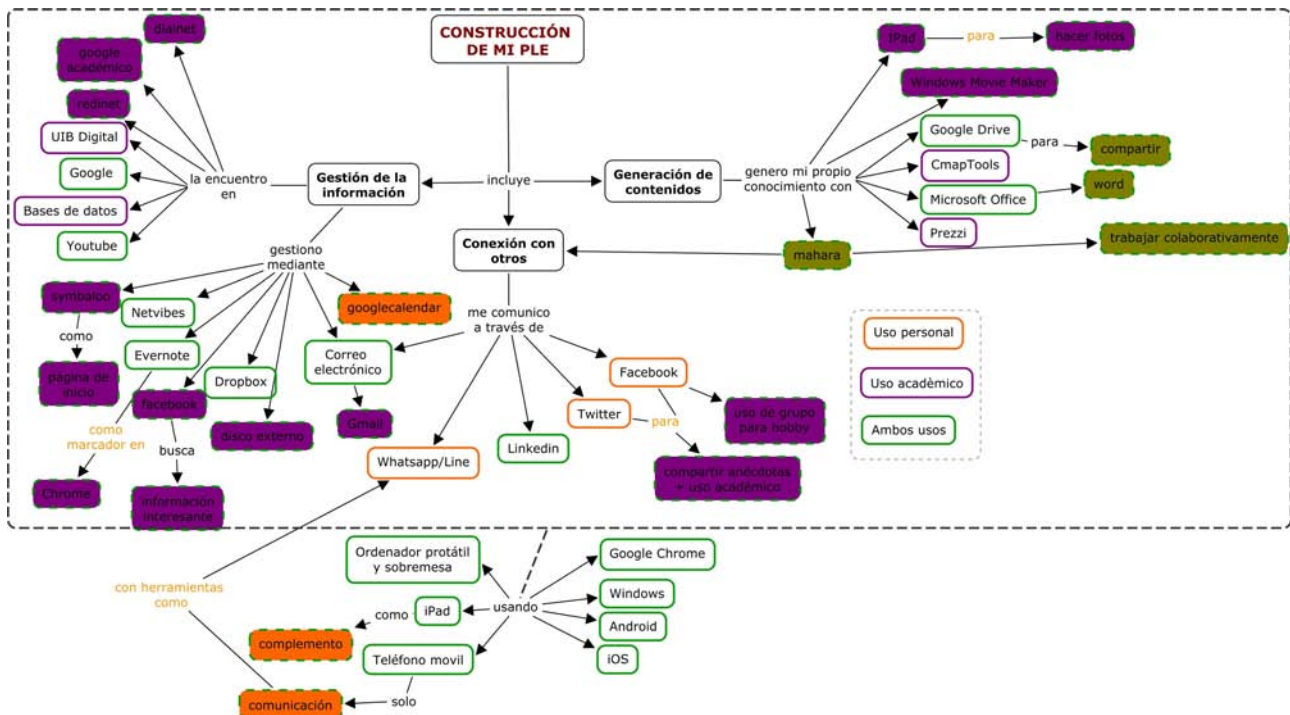 CONSTRUCCIÓN
DE MI PLE
incluye
dialnet
google
académico
redinet
UIB Digital
Google
Bases de datos
Youtube
la encuentro
en
Gestión de la
información
gestiono
mediante
symbaloo
como
página de
inicio
Netvibes
Evernote
como
marcador en
Chrome
facebook
busca
información
interesante
Dropbox
disco externo
Correo
electrónico
Gmail
googlecalendar
Conexión con
otros
me comunico
a través de
Whatsapp/Line
Linkedin
Twitter
Facebook
para
uso de grupo
para hobby
compartir anécdotas
+ uso académico
Generación de
contenidos
genero mi propio
conocimiento con
iPad
para
hacer fotos
Windows Movie Maker
Google Drive
para
compartir
CmapTools
Microsoft Office
word
Prezzi
mahara
trabajar colaborativamente
Uso personal
Uso acadèmico
Ambos usos
con herramientas
como
Ordenador protátil
y sobremesa
iPad
como
complemento
Teléfono movil
solo
comunicación
usando
Google Chrome
Windows
Android
iOS